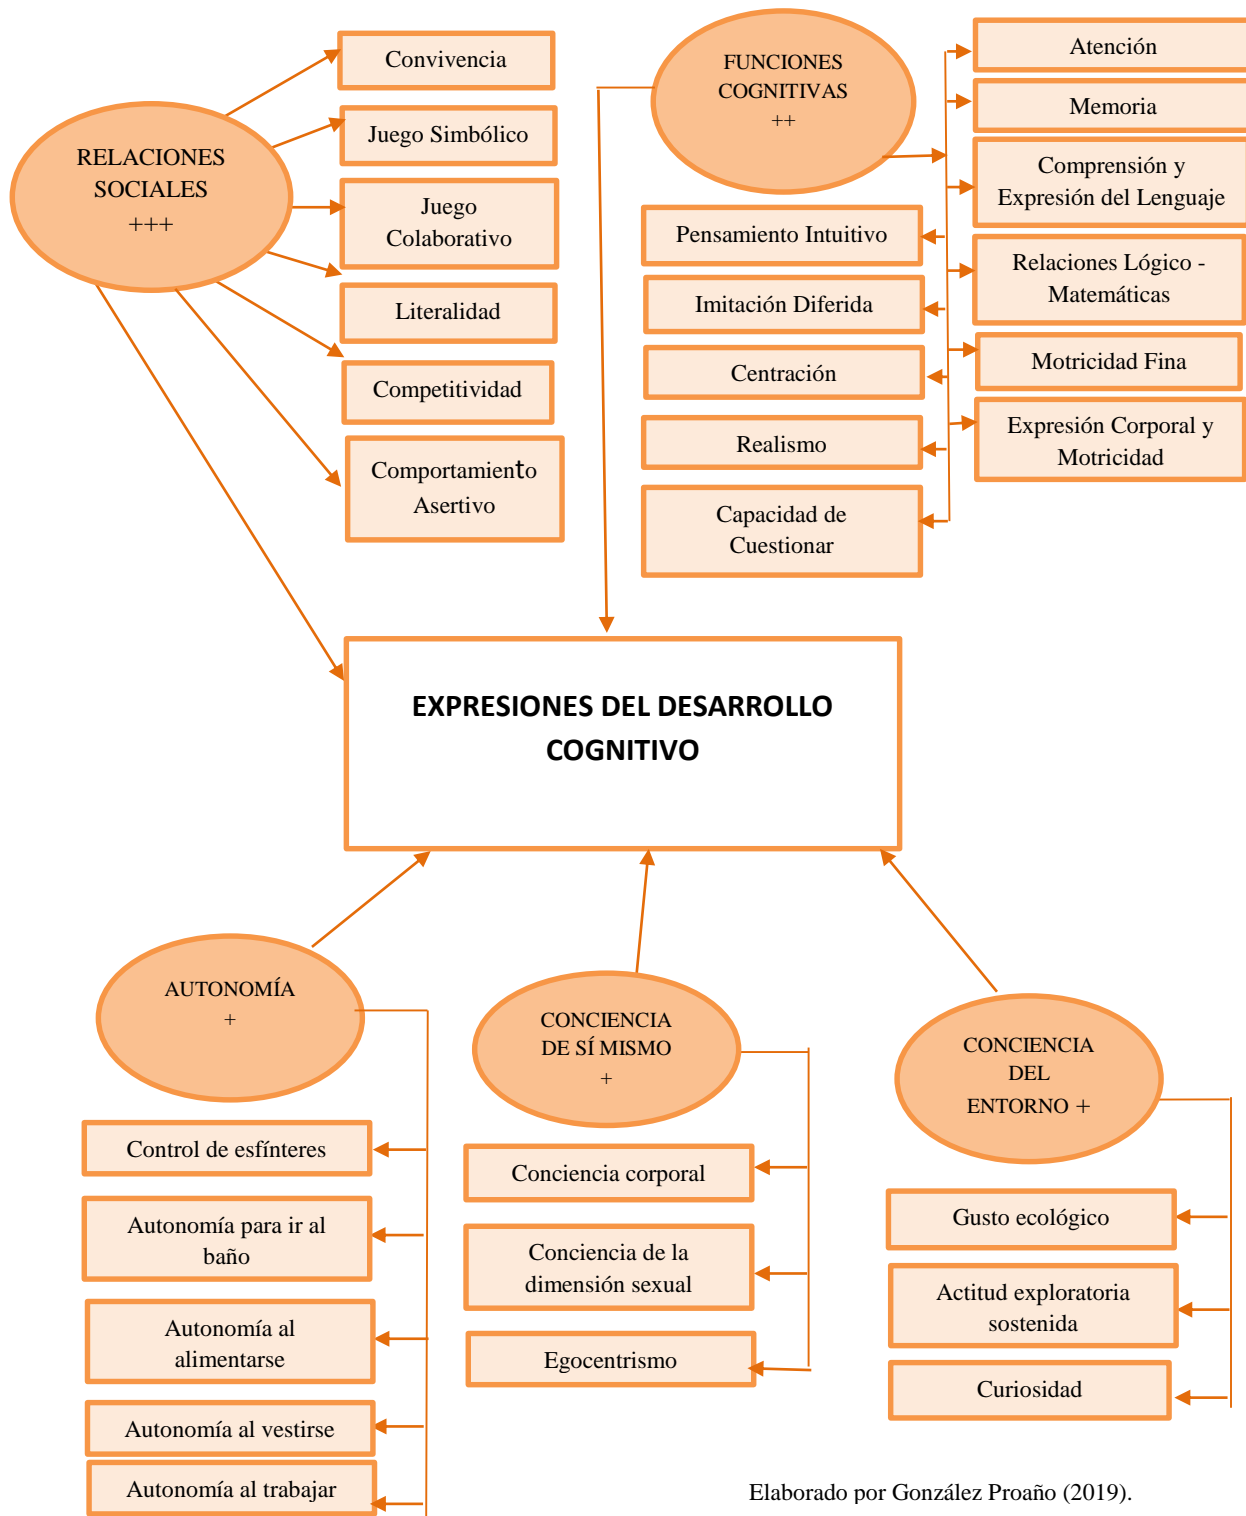 RELACIONES
SOCIALES
+++
Convivencia
Juego Simbólico
Juego
Colaborativo
Literalidad
Competitividad
Comportamiento
Asertivo
FUNCIONES
COGNITIVAS
++
Atención
Memoria
Comprensión y
Expresión del Lenguaje
Relaciones Lógico -
Matemáticas
Motricidad Fina
Expresión Corporal y
Motricidad
Pensamiento Intuitivo
Imitación Diferida
Centración
Realismo
Capacidad de
Cuestionar
EXPRESIONES DEL DESARROLLO
COGNITIVO
AUTONOMÍA
+
Control de esfínteres
Autonomía para ir al
baño
Autonomía al
alimentarse
Autonomía al vestirse
Autonomía al trabajar
CONCIENCIA
DE SÍ MISMO
+
Conciencia corporal
Conciencia de la
dimensión sexual
Egocentrismo
CONCIENCIA
DEL
ENTORNO +
Gusto ecológico
Actitud exploratoria
sostenida
Curiosidad
Elaborado por González Proaño (2019).